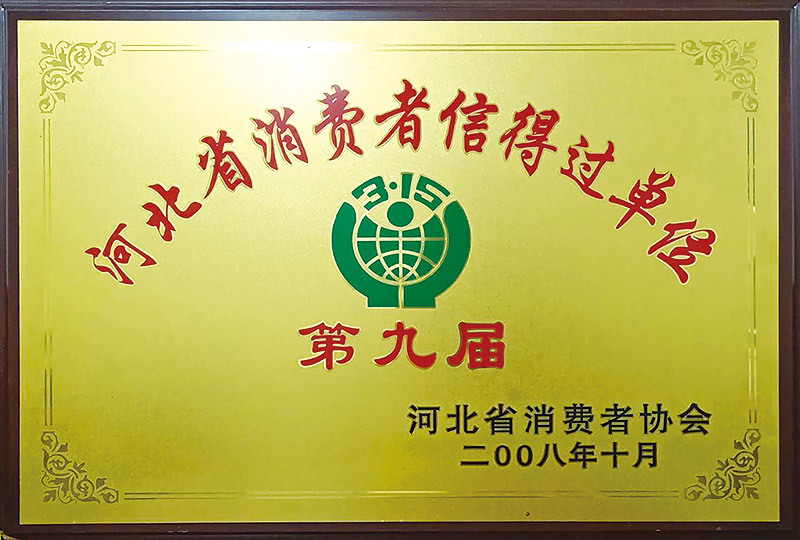 河北省消费者信得过单位
3·15
第九届
河北省消费者协会
二00八年十月